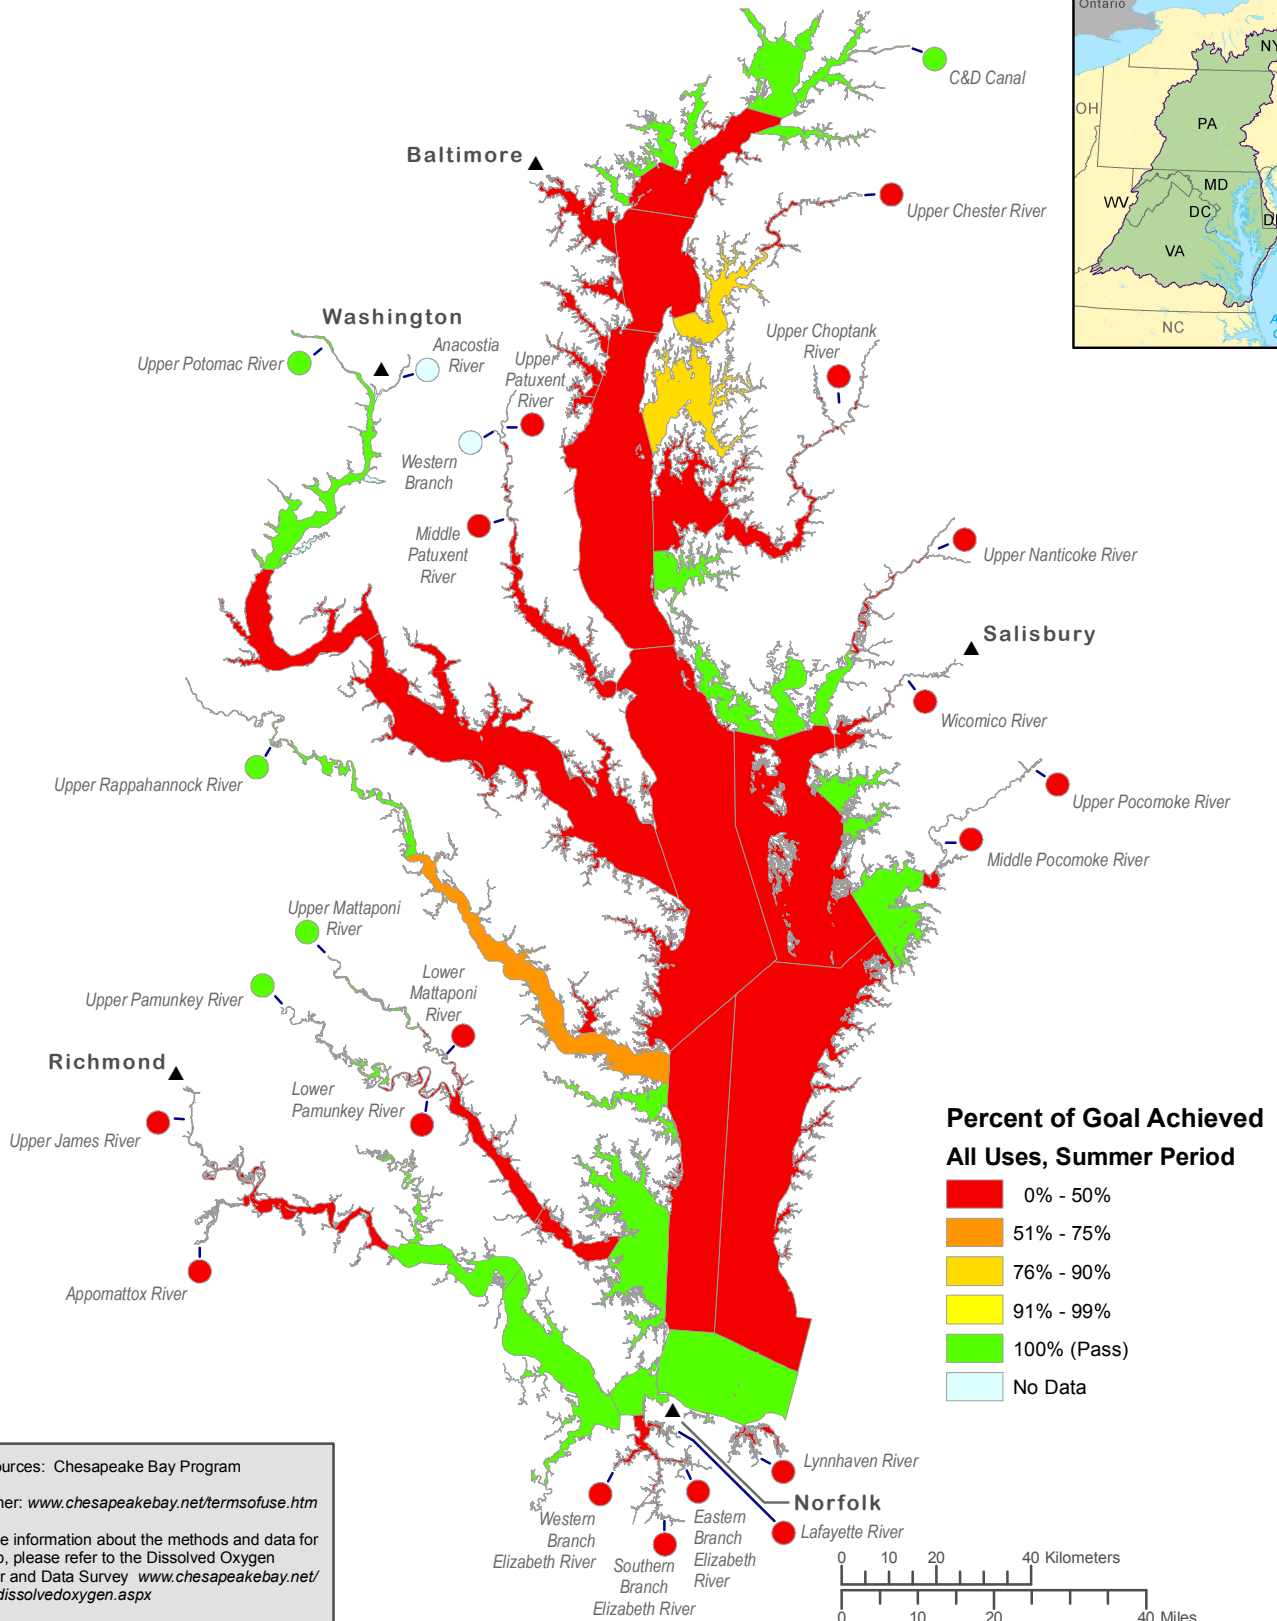 Ontario
NY
OH
PA
MD
WV
DC
VA
NC
C&D Canal
Baltimore
Upper Chester River
Washington
Upper Potomac River
Anacostia
River
Upper
Patuxent
River
Upper Choptank
River
Western
Branch
Middle
Patuxent
River
Upper Nanticoke River
Salisbury
Wicomico River
Upper Rappahannock River
Upper Pocomoke River
Middle Pocomoke River
Upper Mattaponi
River
Upper Pamunkey River
Lower
Mattaponi
River
Richmond
Lower
Pamunkey River
Upper James River
Appomattox River
Percent of Goal Achieved
All Uses, Summer Period
0% - 50%
51% - 75%
76% - 90%
91% - 99%
100% (Pass)
No Data
Lynnhaven River
Norfolk
Lafayette River
Western
Branch
Elizabeth River
Southern
Branch
Elizabeth River
Eastern
Branch
Elizabeth
River
urces: Chesapeake Bay Program
ner: www.chesapeakebay.net/termsofuse.htm
e information about the methods and data for
o, please refer to the Dissolved Oxygen
r and Data Survey www.chesapeakebay.net/
dissolvedoxygen.aspx
0 10 20 40 Kilometers
0 10 20 40 Miles